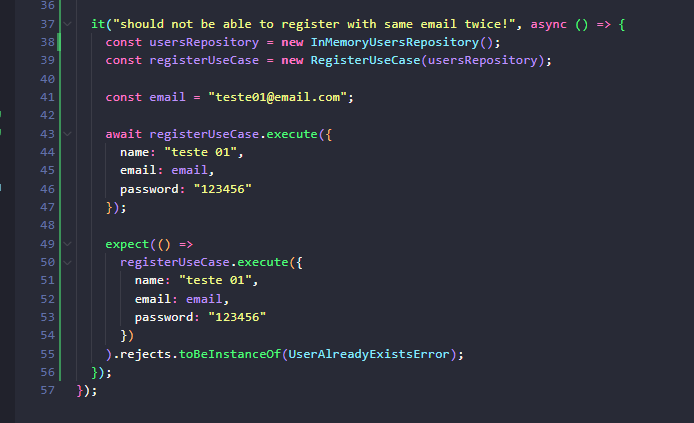 36
37 it("should not be able to register with same email twice!", async () => {
38 const usersRepository = new InMemoryUsersRepository();
39 const registerUseCase = new RegisterUseCase(usersRepository);
40
41 const email = "teste01@email.com";
42
43 await registerUseCase.execute({
44 name: "teste 01",
45 email: email,
46 password: "123456"
47 });
48
49 expect(() =>
50 registerUseCase.execute({
51 name: "teste 01",
52 email: email,
53 password: "123456"
54 })
55 ).rejects.toBeInstanceOf(UserAlreadyExistsError);
56 });
57 });